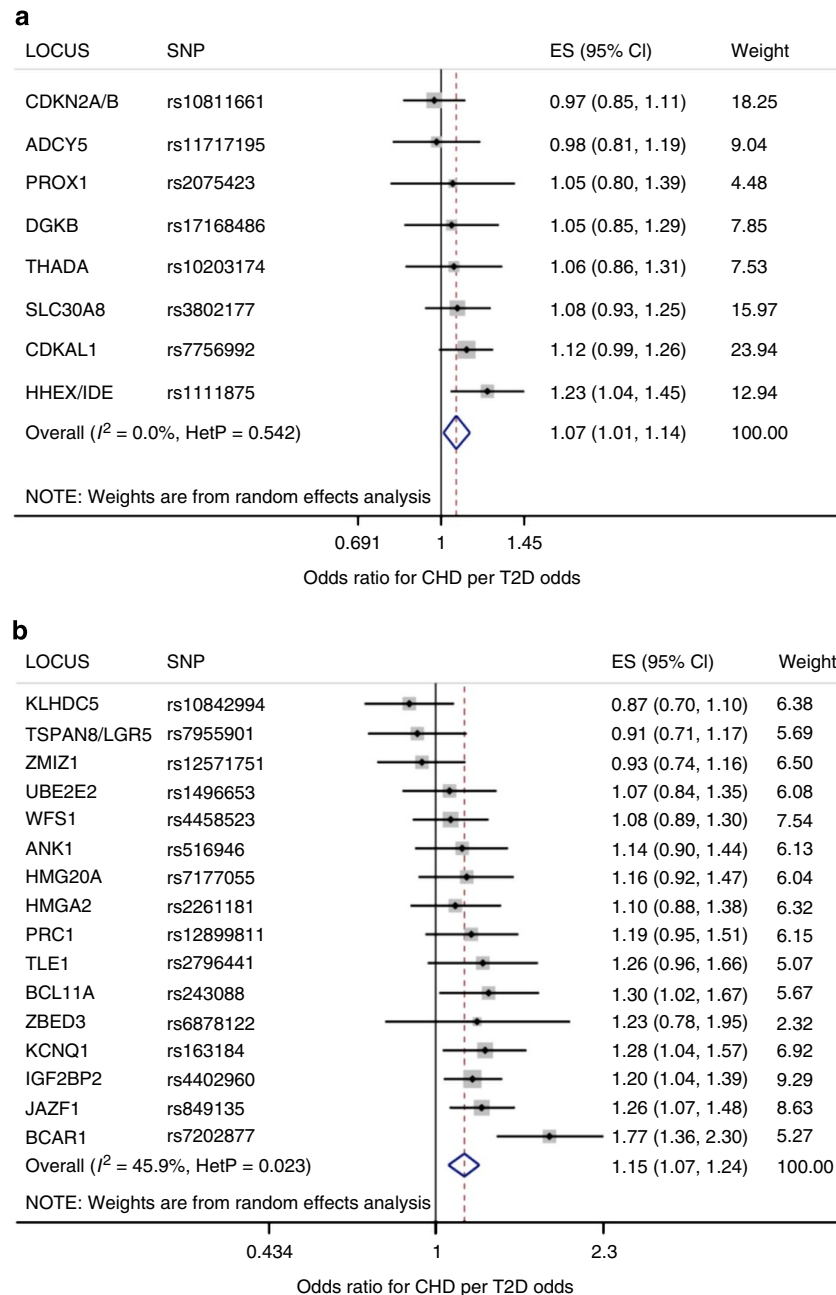 a
LOCUS SNP ES (95% CI) Weight
CDKN2A/B rs10811661 0.97 (0.85, 1.11) 18.25
ADCY5 rs11717195 0.98 (0.81, 1.19) 9.04
PROX1 rs2075423 1.05 (0.80, 1.39) 4.48
DGKB rs17168486 1.05 (0.85, 1.29) 7.85
THADA rs10203174 1.06 (0.86, 1.31) 7.53
SLC30A8 rs3802177 1.08 (0.93, 1.25) 15.97
CDKAL1 rs7756992 1.12 (0.99, 1.26) 23.94
HHEX/IDE rs1111875 1.23 (1.04, 1.45) 12.94
Overall (I² = 0.0%, HetP = 0.542) 1.07 (1.01, 1.14) 100.00
NOTE: Weights are from random effects analysis
0.691 1 1.45
Odds ratio for CHD per T2D odds
b
LOCUS SNP ES (95% CI) Weight
KLHDC5 rs10842994 0.87 (0.70, 1.10) 6.38
TSPAN8/LGR5 rs7955901 0.91 (0.71, 1.17) 5.69
ZMIZ1 rs12571751 0.93 (0.74, 1.16) 6.50
UBE2E2 rs1496653 1.07 (0.84, 1.35) 6.08
WFS1 rs4458523 1.08 (0.89, 1.30) 7.54
ANK1 rs516946 1.14 (0.90, 1.44) 6.13
HMG20A rs7177055 1.16 (0.92, 1.47) 6.04
HMGA2 rs2261181 1.10 (0.88, 1.38) 6.32
PRC1 rs12899811 1.19 (0.95, 1.51) 6.15
TLE1 rs2796441 1.26 (0.96, 1.66) 5.07
BCL11A rs243088 1.30 (1.02, 1.67) 5.67
ZBED3 rs6878122 1.23 (0.78, 1.95) 2.32
KCNQ1 rs163184 1.28 (1.04, 1.57) 6.92
IGF2BP2 rs4402960 1.20 (1.04, 1.39) 9.29
JAZF1 rs849135 1.26 (1.07, 1.48) 8.63
BCAR1 rs7202877 1.77 (1.36, 2.30) 5.27
Overall (I² = 45.9%, HetP = 0.023) 1.15 (1.07, 1.24) 100.00
NOTE: Weights are from random effects analysis
0.434 1 2.3
Odds ratio for CHD per T2D odds